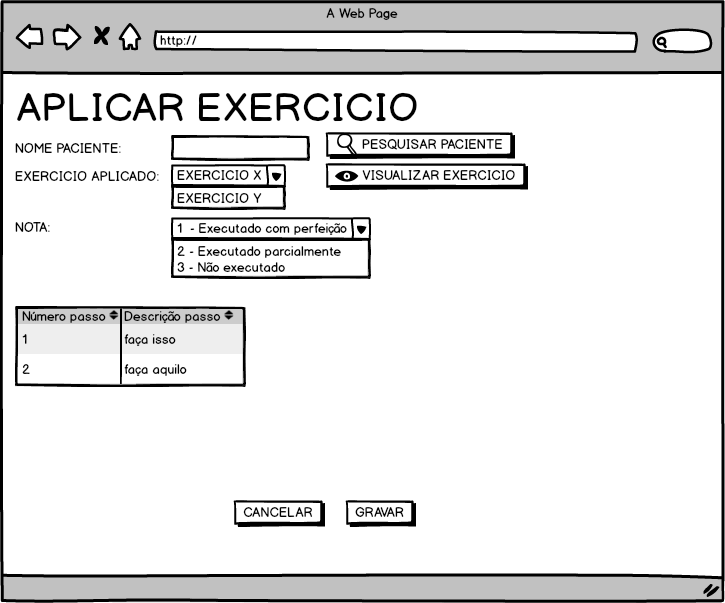 A Web Page
http://
APLICAR EXERCICIO
NOME PACIENTE: PESQUISAR PACIENTE
EXERCICIO APLICADO: EXERCICIO X VISUALIZAR EXERCICIO
EXERCICIO Y
NOTA: 1 - Executado com perfeição
2 - Executado parcialmente
3 - Não executado
Número passo Descrição passo
1 faça isso
2 faça aquilo
CANCELAR GRAVAR